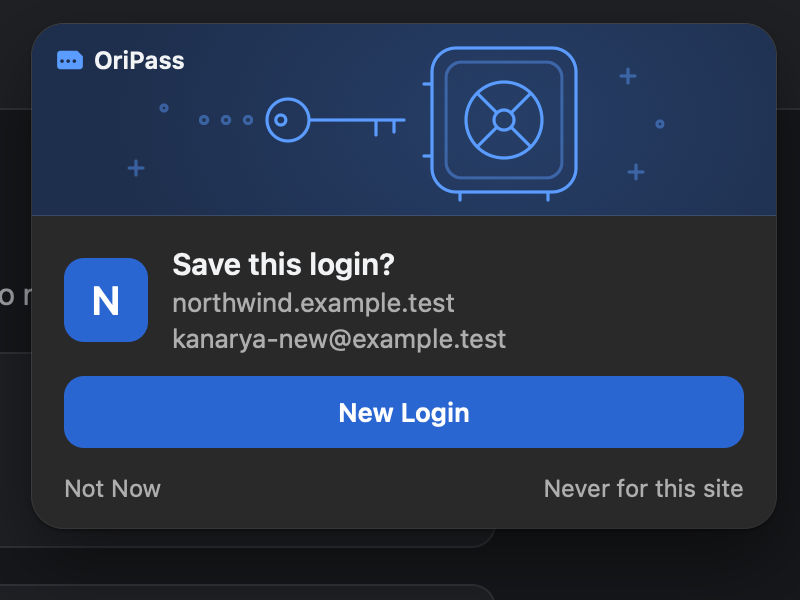 OriPass
Save this login?
N
northwind.example.test
kanarya-new@example.test
New Login
Not Now
Never for this site